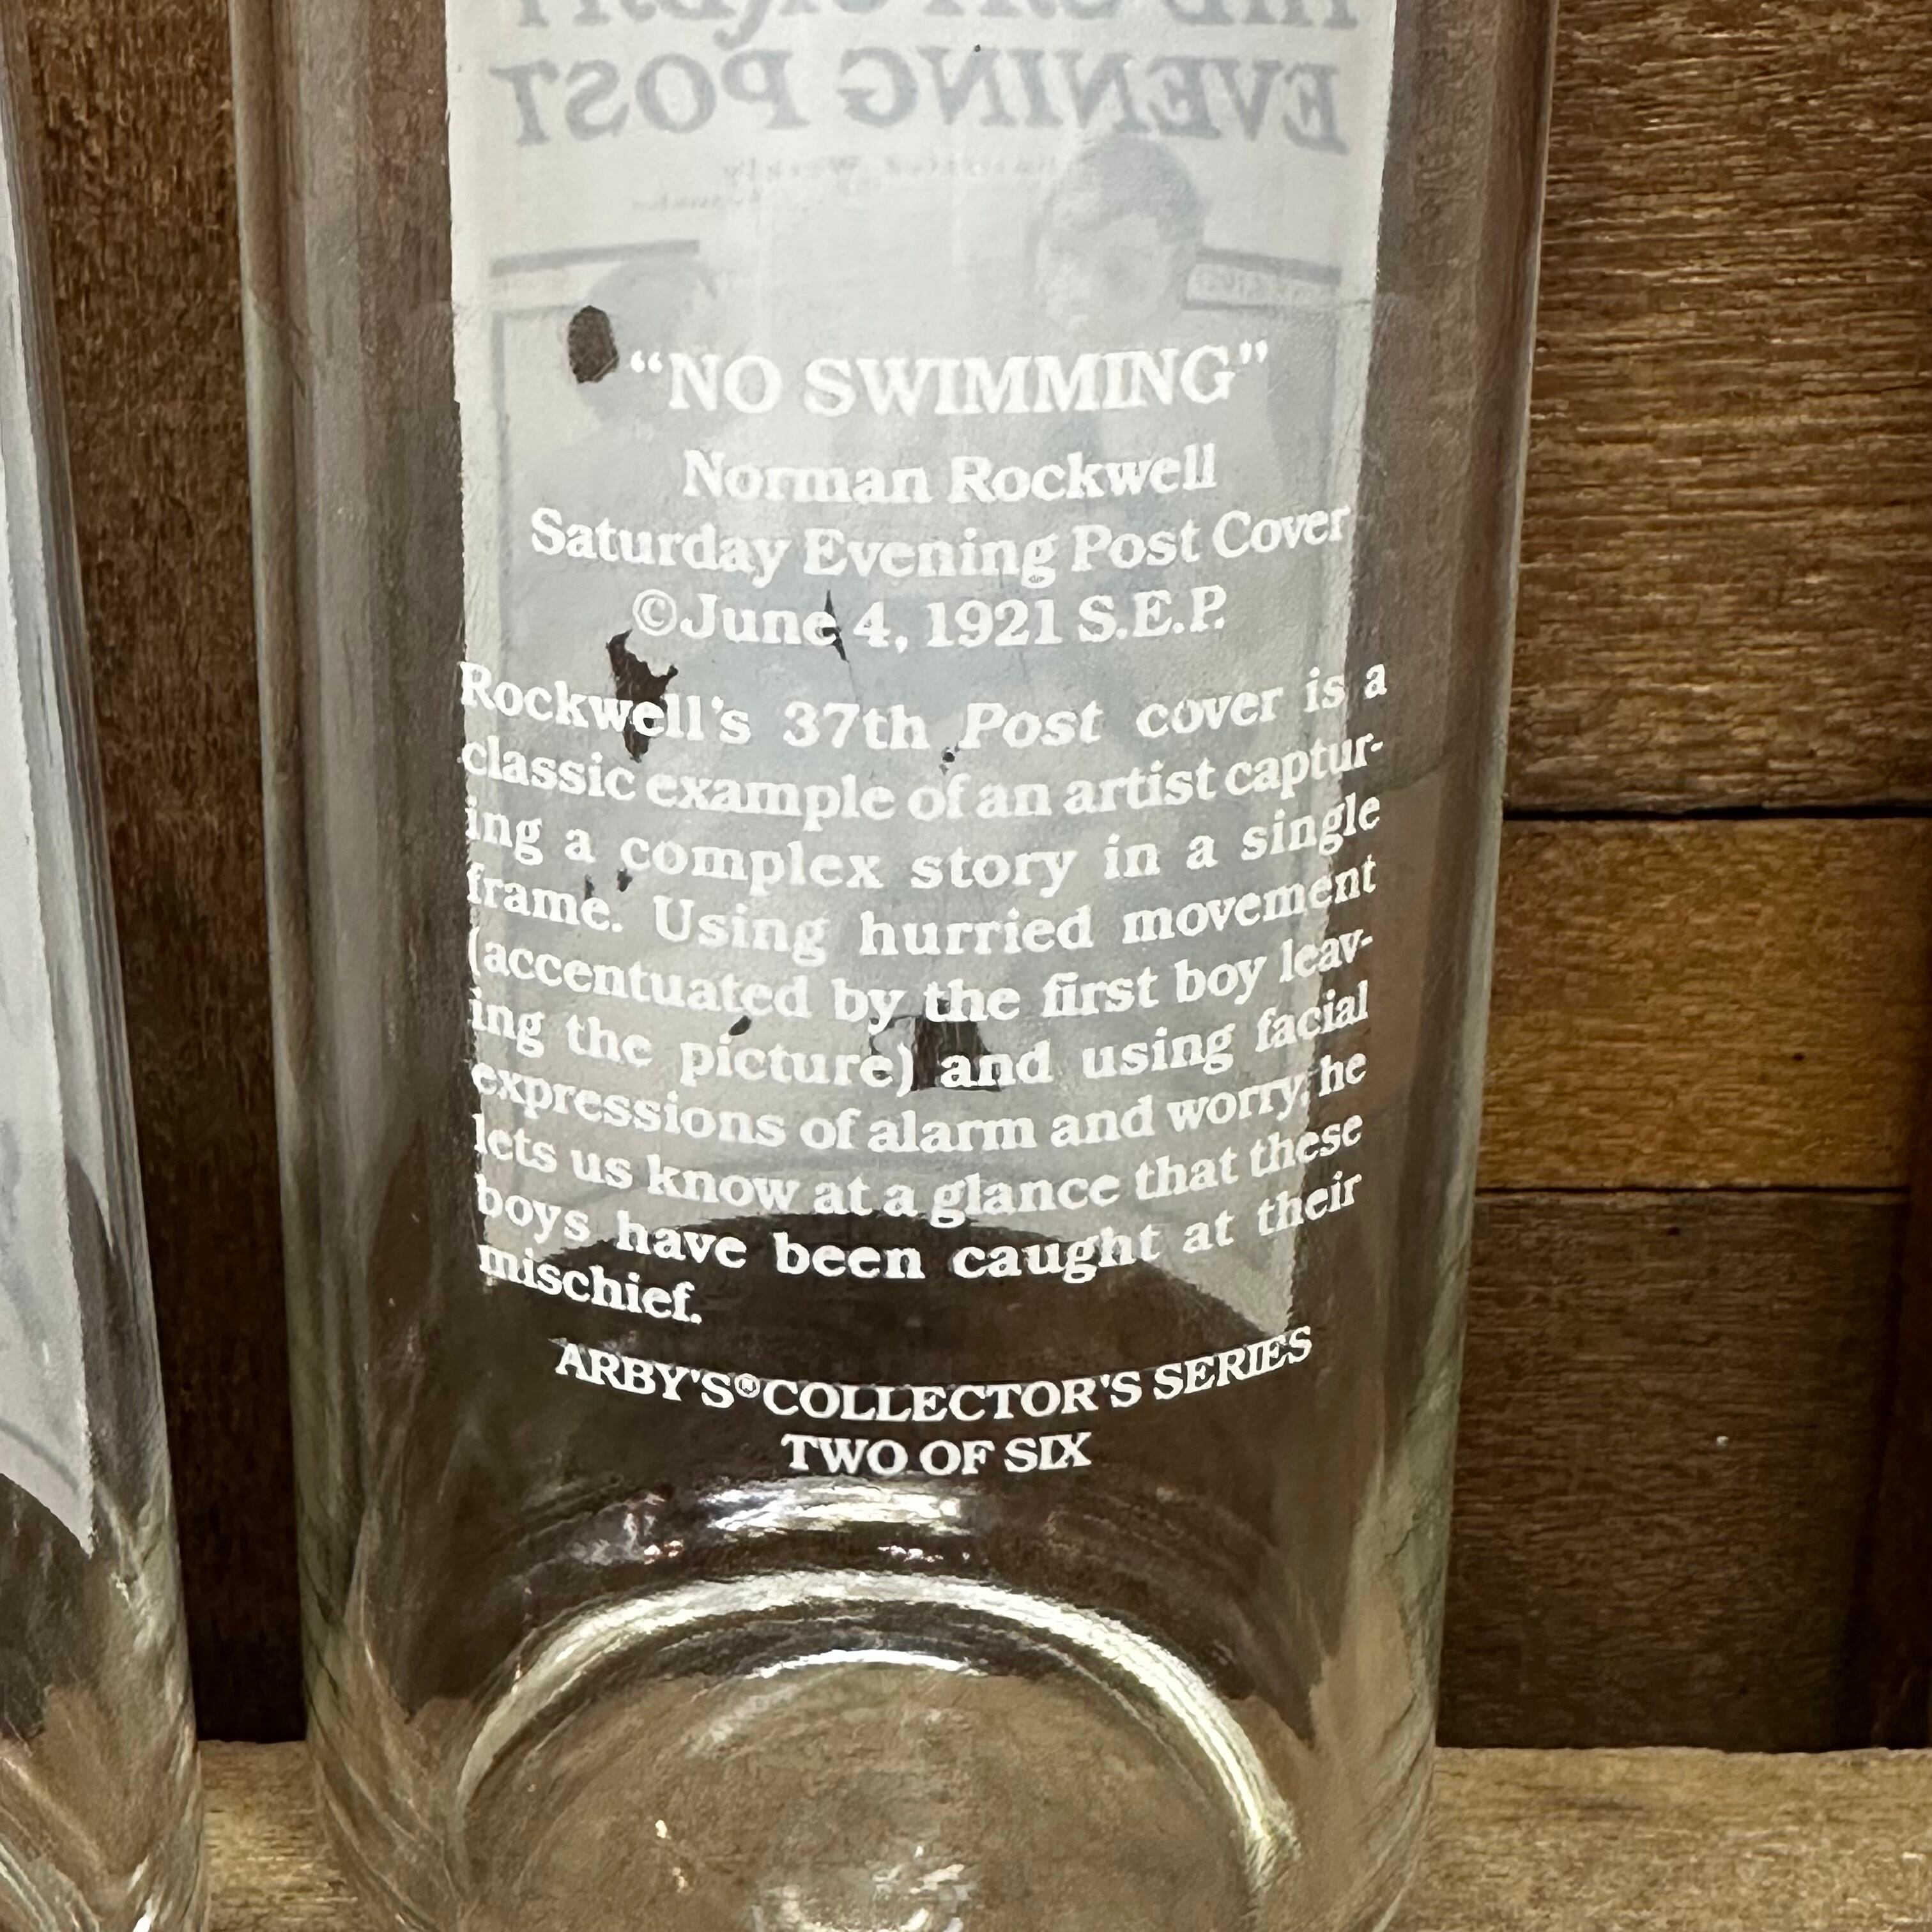 THE SATURDAY
EVENING POST
"NO SWIMMING"
Norman Rockwell
Saturday Evening Post Cover
©June 4, 1921 S.E.P.
Rockwell's 37th Post cover is a
classic example of an artist captur-
ing a complex story in a single
frame. Using hurried movement
(accentuated by the first boy leav-
ing the picture) and using facial
expressions of alarm and worry, he
lets us know at a glance that these
boys have been caught at their
mischief.
ARBY'S® COLLECTOR'S SERIES
TWO OF SIX